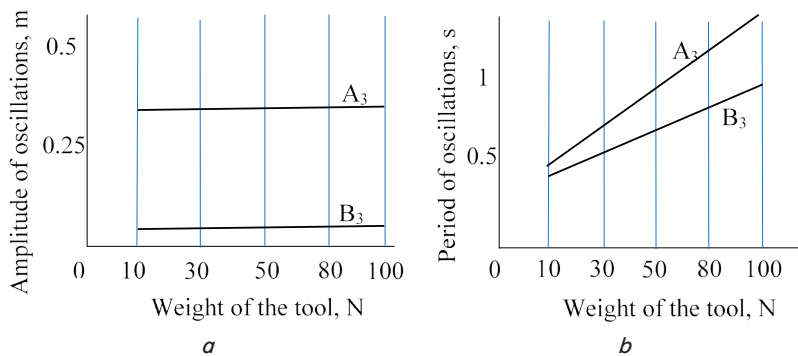 Amplitude of oscillations, m
0.5
0.25
A3
B3
0 10 30 50 80 100
Weight of the tool, N
a
Period of oscillations, s
1
0.5
A3
B3
0 10 30 50 80 100
Weight of the tool, N
b